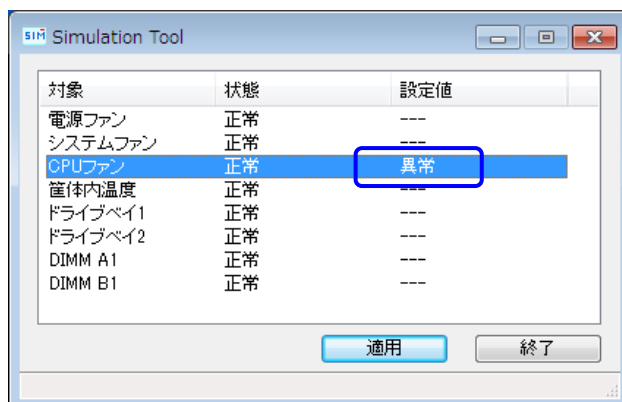 SIM Simulation Tool
対象 状態 設定値
電源ファン 正常 ---
システムファン 正常 ---
CPUファン 正常 異常
筐体内温度 正常 ---
ドライブベイ1 正常 ---
ドライブベイ2 正常 ---
DIMM A1 正常 ---
DIMM B1 正常 ---
適用 終了